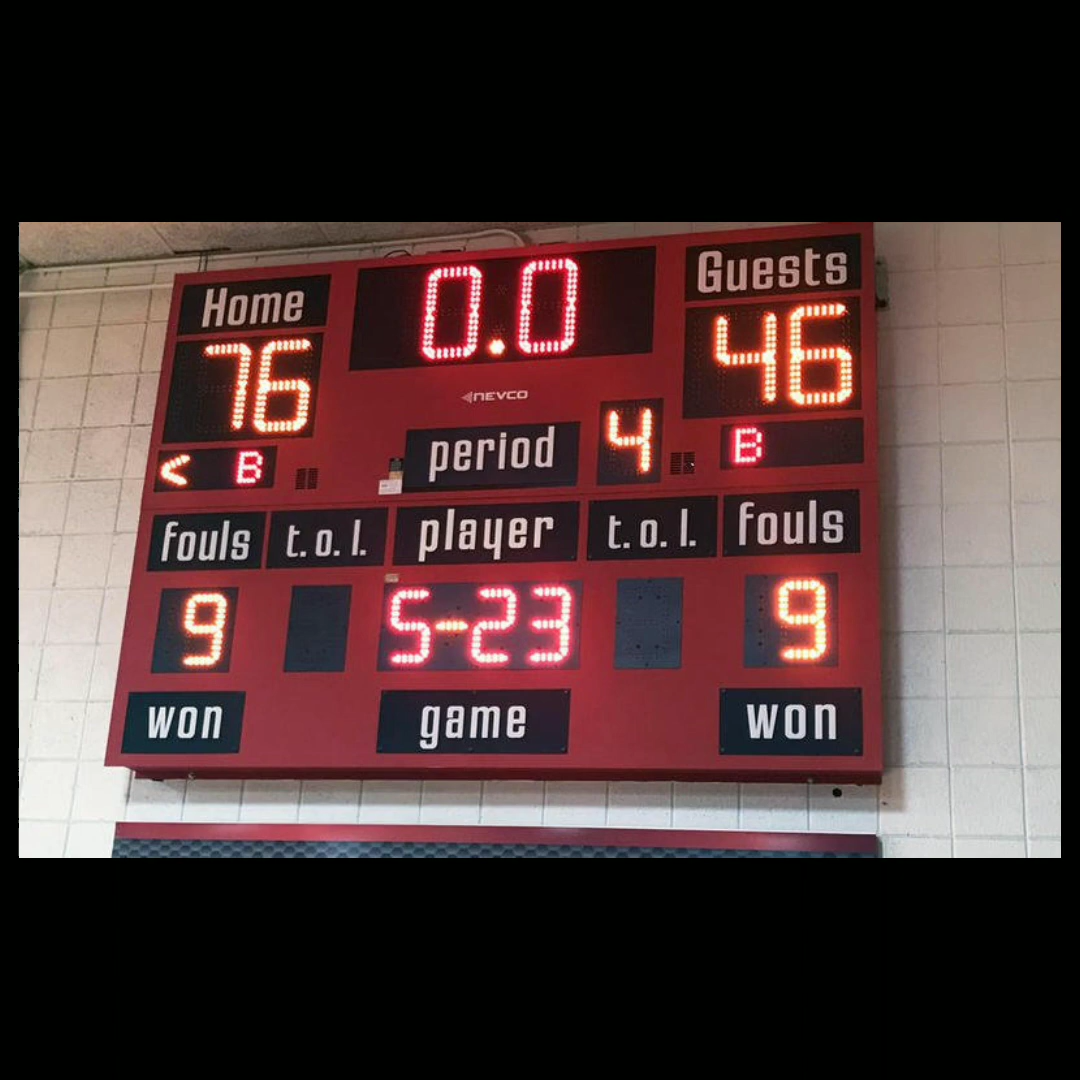 Home 0.0 Guests
76 46
NEVCO
period 4
< B B
fouls t.o.l. player t.o.l. fouls
9 5-23 9
won game won